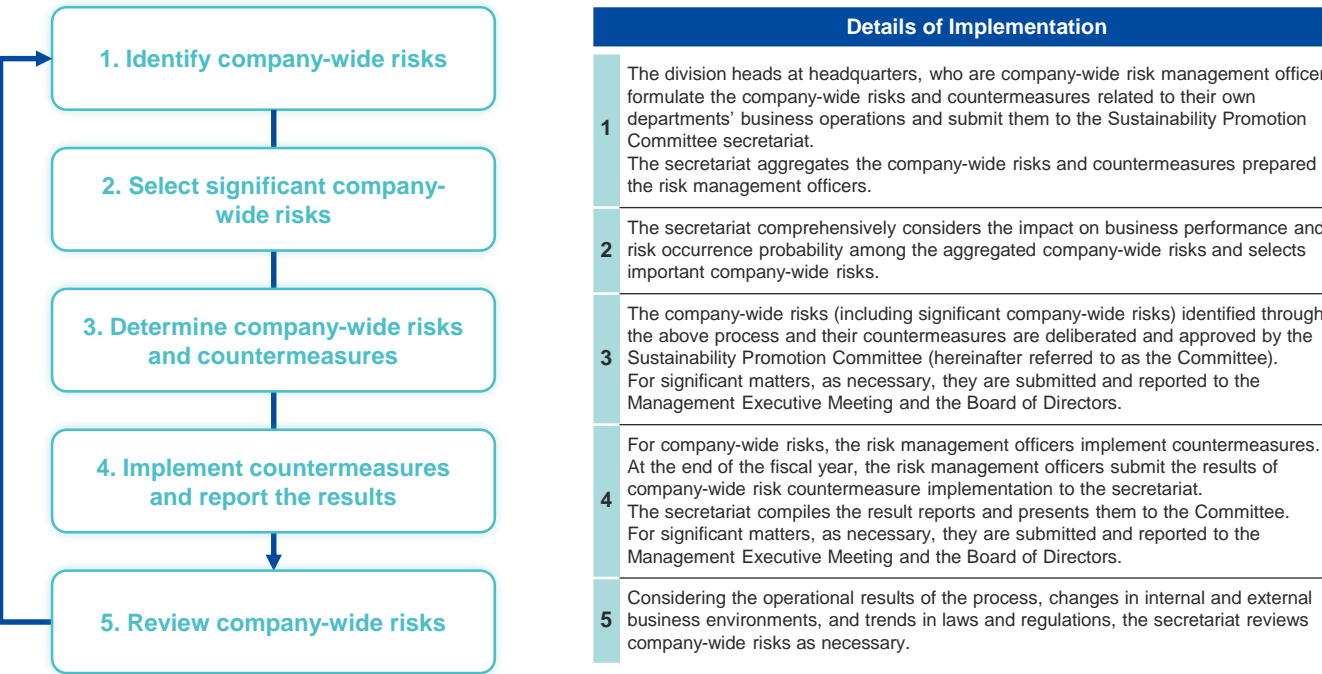 1. Identify company-wide risks
2. Select significant company-
wide risks
3. Determine company-wide risks
and countermeasures
4. Implement countermeasures
and report the results
5. Review company-wide risks
Details of Implementation
1
The division heads at headquarters, who are company-wide risk management officer
formulate the company-wide risks and countermeasures related to their own
departments’ business operations and submit them to the Sustainability Promotion
Committee secretariat.
The secretariat aggregates the company-wide risks and countermeasures prepared
the risk management officers.
2
The secretariat comprehensively considers the impact on business performance and
risk occurrence probability among the aggregated company-wide risks and selects
important company-wide risks.
3
The company-wide risks (including significant company-wide risks) identified through
the above process and their countermeasures are deliberated and approved by the
Sustainability Promotion Committee (hereinafter referred to as the Committee).
For significant matters, as necessary, they are submitted and reported to the
Management Executive Meeting and the Board of Directors.
4
For company-wide risks, the risk management officers implement countermeasures.
At the end of the fiscal year, the risk management officers submit the results of
company-wide risk countermeasure implementation to the secretariat.
The secretariat compiles the result reports and presents them to the Committee.
For significant matters, as necessary, they are submitted and reported to the
Management Executive Meeting and the Board of Directors.
5
Considering the operational results of the process, changes in internal and external
business environments, and trends in laws and regulations, the secretariat reviews
company-wide risks as necessary.